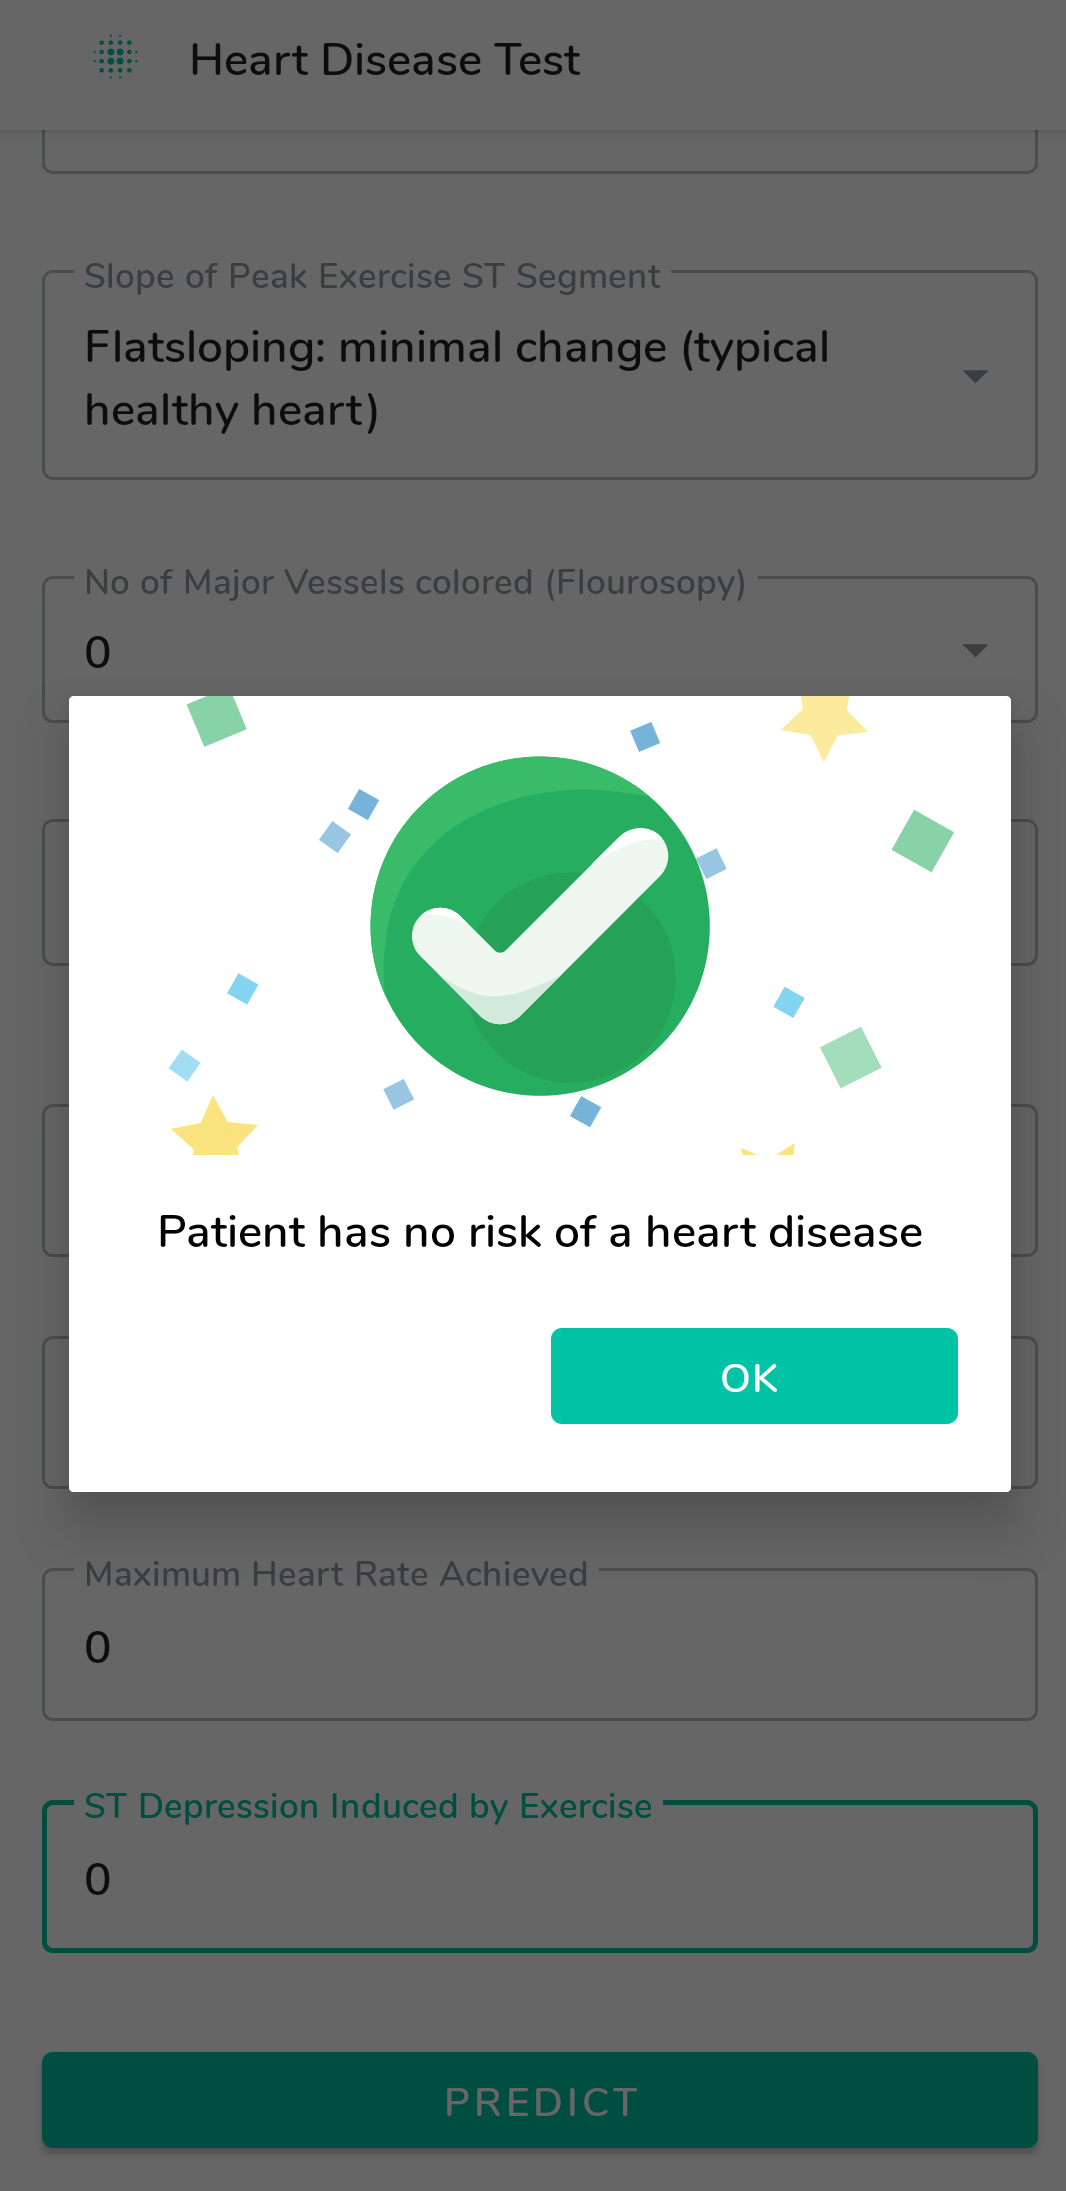 Heart Disease Test
Slope of Peak Exercise ST Segment
Flatsloping: minimal change (typical
healthy heart)
No of Major Vessels colored (Flourosopy)
0
Patient has no risk of a heart disease
OK
Maximum Heart Rate Achieved
0
ST Depression Induced by Exercise
0
PREDICT